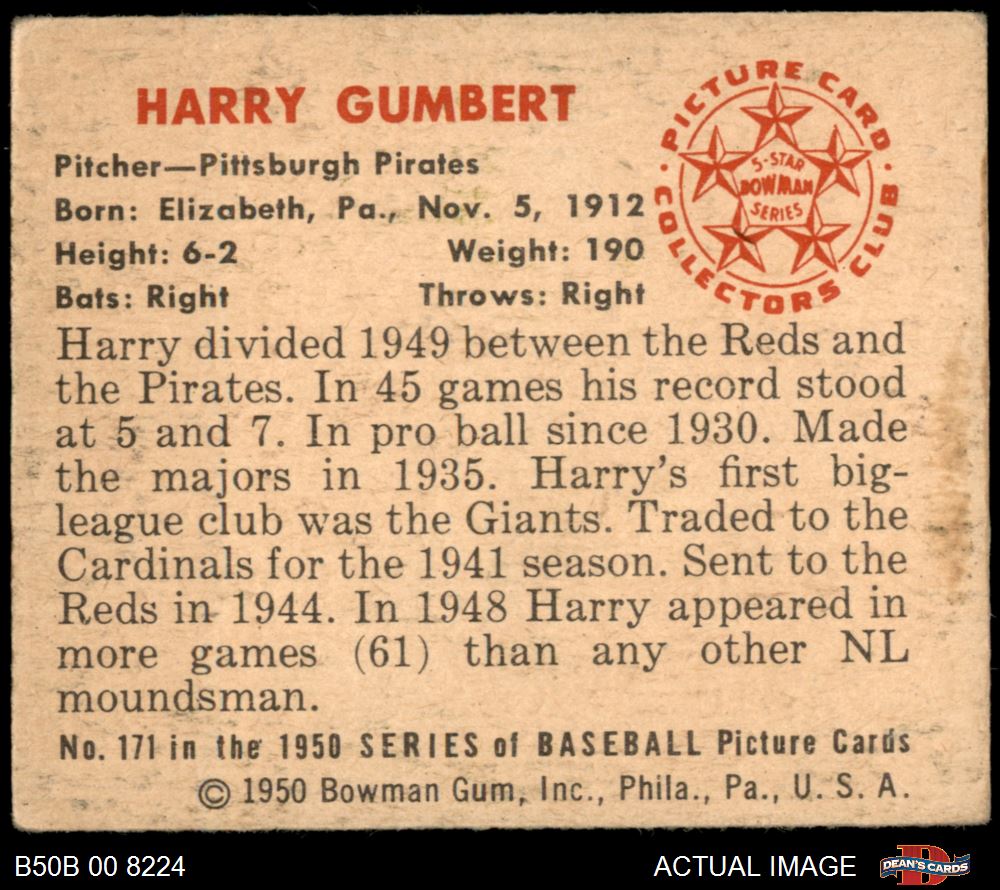 HARRY GUMBERT
Pitcher—Pittsburgh Pirates
Born: Elizabeth, Pa., Nov. 5, 1912
Height: 6-2 Weight: 190
Bats: Right Throws: Right
· PICTURE CARD ·
COLLECTORS CLUB
5-STAR
BOWMAN
SERIES
Harry divided 1949 between the Reds and
the Pirates. In 45 games his record stood
at 5 and 7. In pro ball since 1930. Made
the majors in 1935. Harry's first big-
league club was the Giants. Traded to the
Cardinals for the 1941 season. Sent to the
Reds in 1944. In 1948 Harry appeared in
more games (61) than any other NL
moundsman.
No. 171 in the 1950 SERIES of BASEBALL Picture Cards
© 1950 Bowman Gum, Inc., Phila., Pa., U. S. A.
B50B 00 8224
ACTUAL IMAGE
D
DEAN'S CARDS